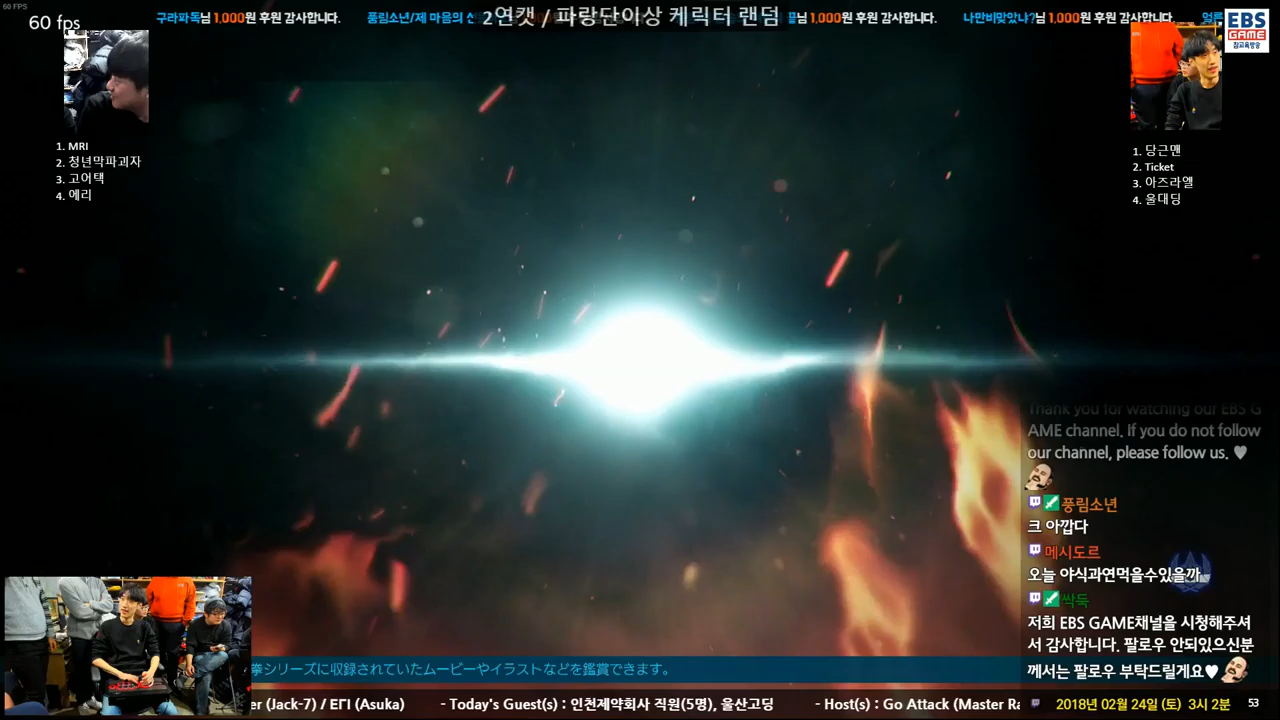 60 FPS
60 fps
구라파독님 1,000원 후원 감사합니다.
풍림소년/제 마음의
2연캣 / 파랑단이상 케릭터 랜덤
님 1,000원 후원 감사합니다.
나만비맞았냐?님 1,000원 후원 감사합니다.
EBS
GAME
참교육방송
1. MRI
2. 청년막파괴자
3. 고어택
4. 에리
1. 당근맨
2. Ticket
3. 아즈라엘
4. 울대딩
Thank you for watching our EBS G
AME channel. If you do not follow
our channel, please follow us. ♥
풍림소년
크 아깝다
메시도르
오늘 야식과연먹을수있을까..
싹둑
저희 EBS GAME채널을 시청해주셔
서 감사합니다. 팔로우 안되있으신분
께서는 팔로우 부탁드릴게요♥
拳シリーズに収録されていたムービーやイラストなどを鑑賞できます。
er (Jack-7) / ЕГІ (Asuka) - Today's Guest(s) : 인천제약회사 직원(5명), 울산고딩 - Host(s) : Go Attack (Master Ra
2018년 02월 24일 (토) 3시 2분 53